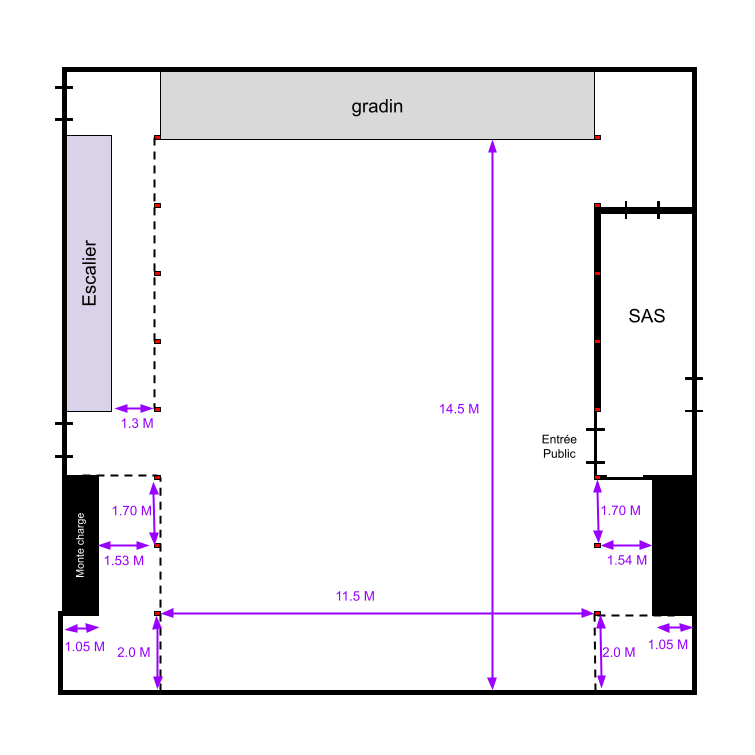 gradin
Escalier
SAS
14.5 M
1.3 M
Entrée
Public
1.70 M
1.70 M
Monte charge
1.53 M
1.54 M
11.5 M
1.05 M
2.0 M
2.0 M
1.05 M